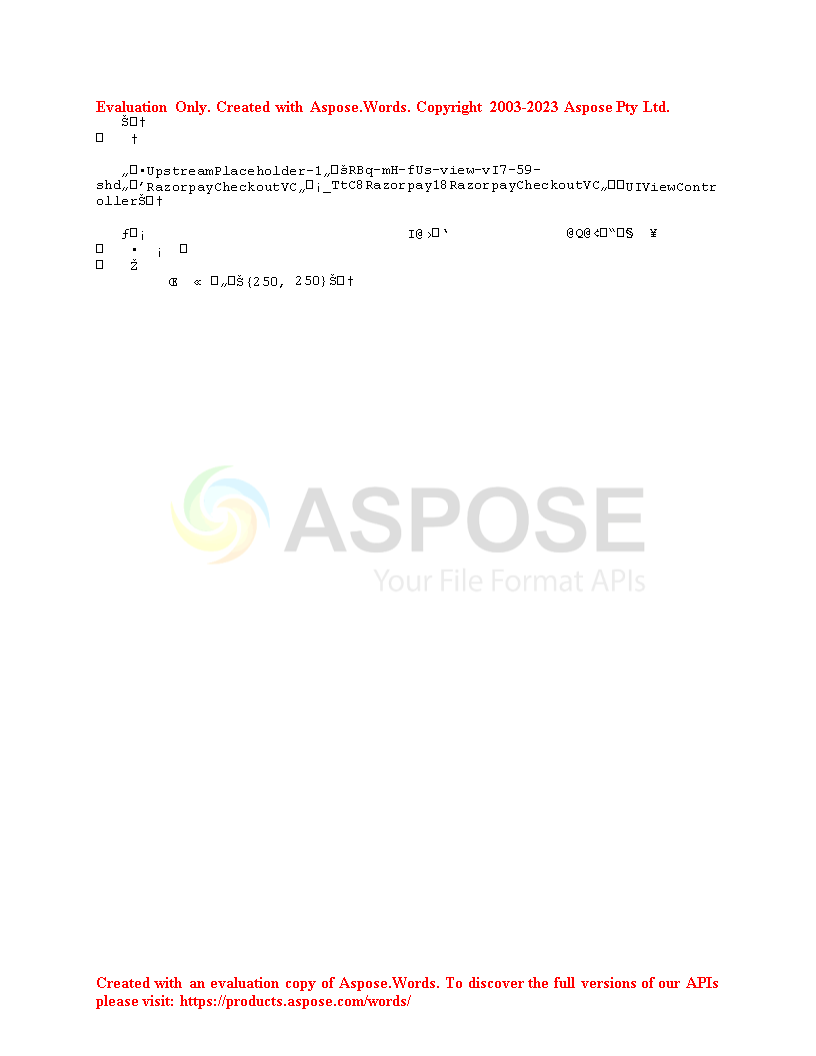 Evaluation Only. Created with Aspose.Words. Copyright 2003-2023 Aspose Pty Ltd.
Š□†
□ †
„□•UpstreamPlaceholder-1„□šRBq-mH-fUs-view-vI7-59-
shd„□’RazorpayCheckoutVC„□¡_TtC8Razorpay18RazorpayCheckoutVC„□□UIViewContr
ollerŠ□†
ƒ□¡ I@›□‘ @Q@¢□“□§ ¥
□ • ¡ □
□ Ž
Œ « □„□Š{250, 250}Š□†
ASPOSE
Your File Format APIs
Created with an evaluation copy of Aspose.Words. To discover the full versions of our APIs
please visit: https://products.aspose.com/words/